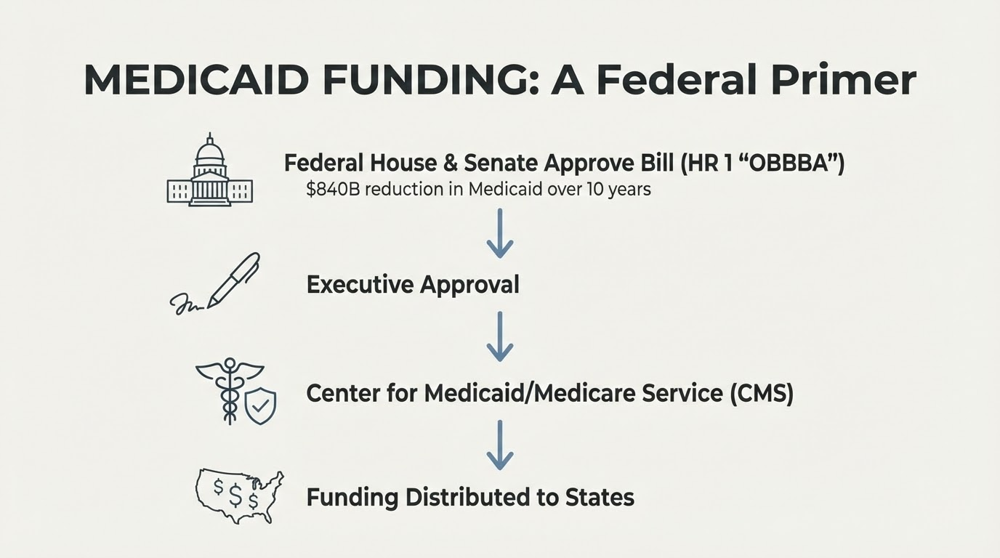 MEDICAID FUNDING: A Federal Primer
Federal House & Senate Approve Bill (HR 1 “OBBBA”)
$840B reduction in Medicaid over 10 years
Executive Approval
Center for Medicaid/Medicare Service (CMS)
$ $ $
Funding Distributed to States